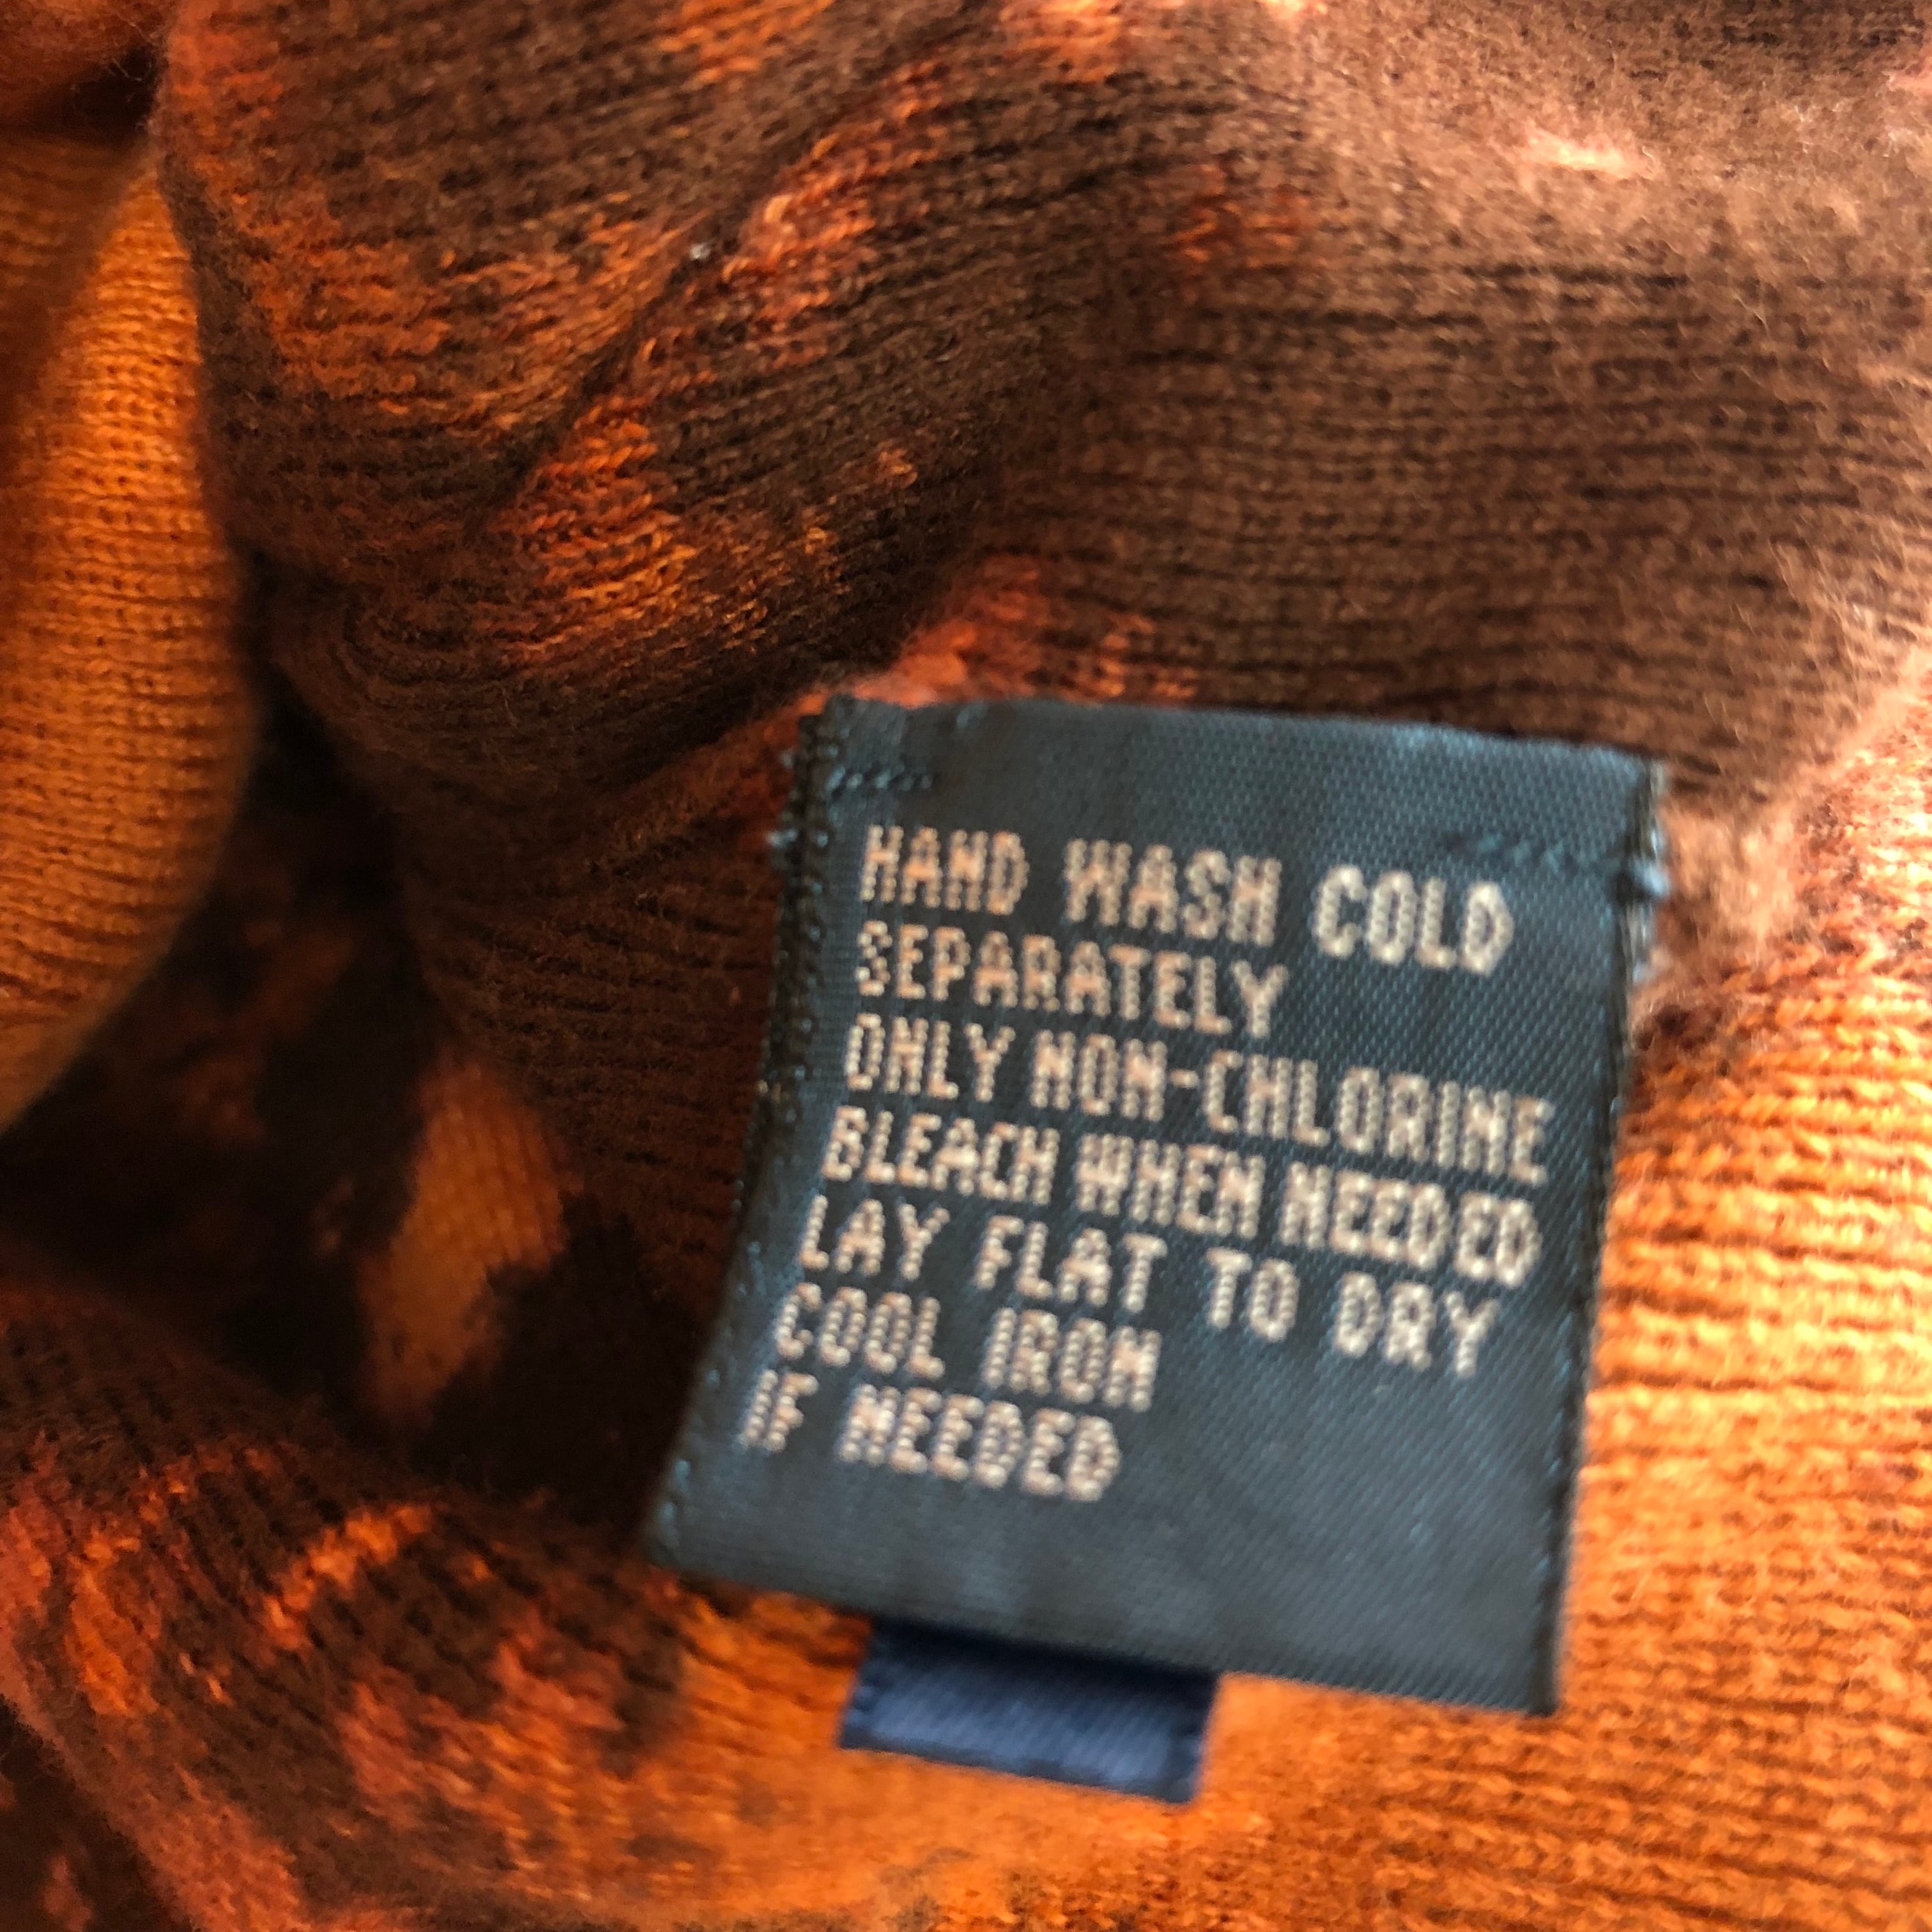 HAND WASH COLD
SEPARATELY
ONLY NON-CHLORINE
BLEACH WHEN NEEDED
LAY FLAT TO DRY
COOL IRON
IF NEEDED